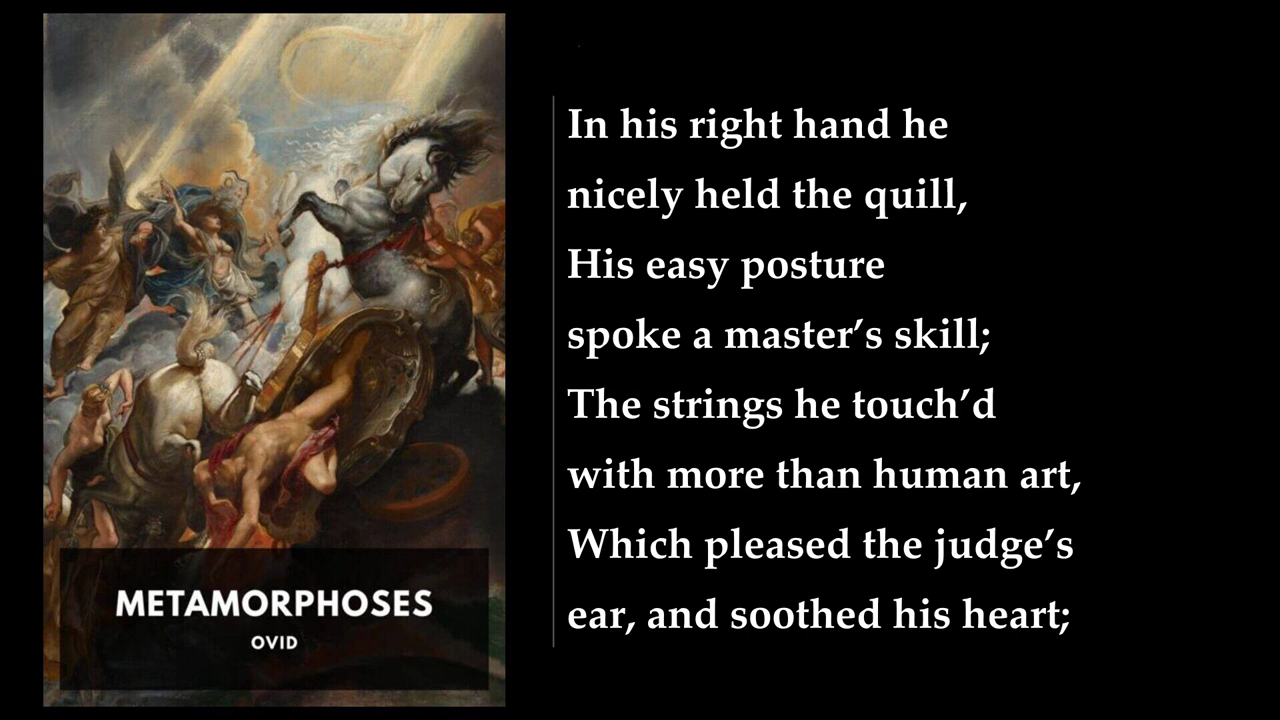 METAMORPHOSES
OVID
In his right hand he
nicely held the quill,
His easy posture
spoke a master’s skill;
The strings he touch’d
with more than human art,
Which pleased the judge’s
ear, and soothed his heart;